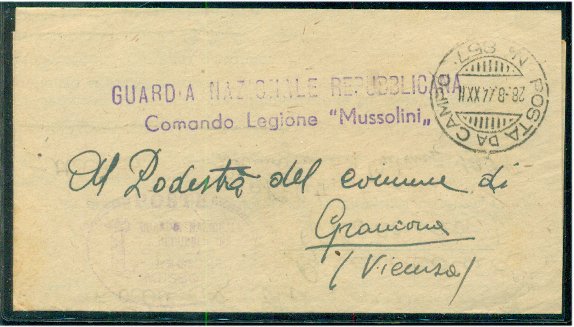 GUARDIA NAZIONALE REPUBBLICANA
Comando Legione "Mussolini„
POSTA DA CAMPO
28-8-44 XXII
Al Podestà del comune di
Grancona
(Vicenza)